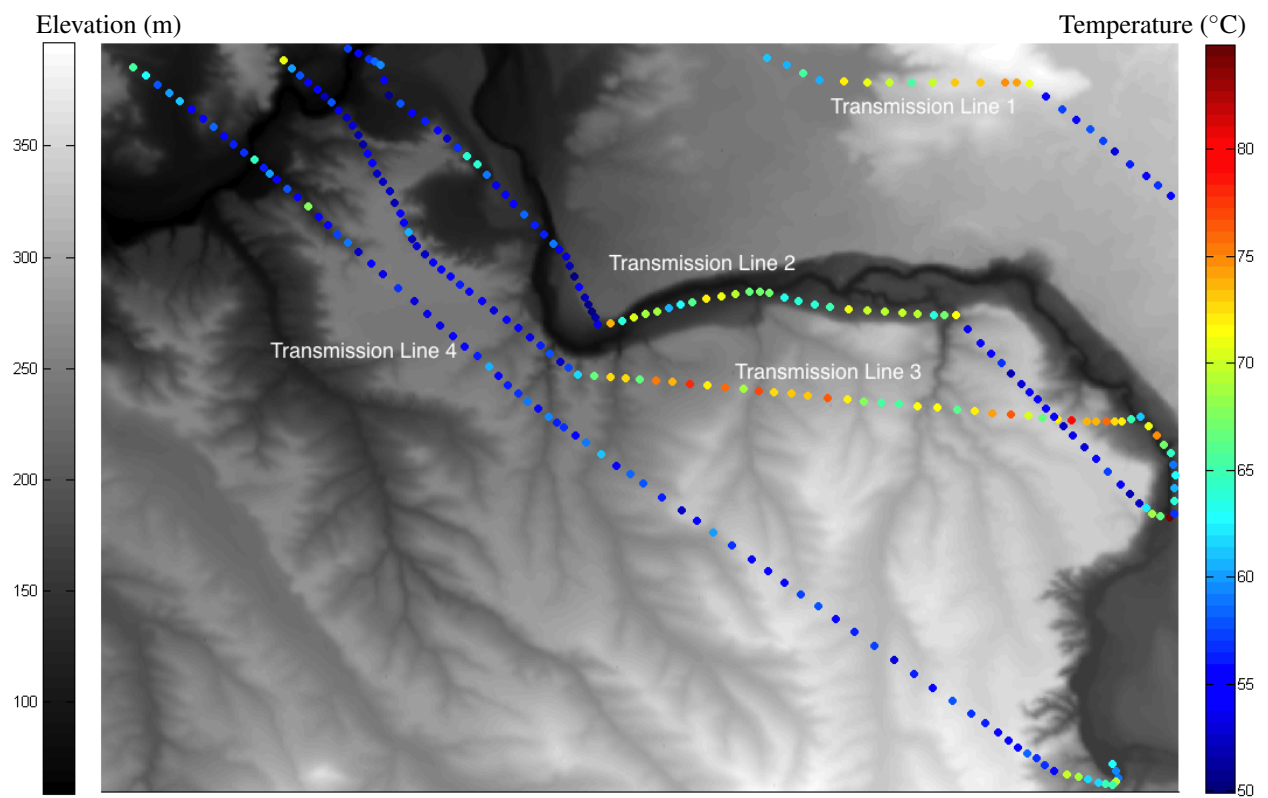 Elevation (m)
Temperature (°C)
350
300
250
200
150
100
Transmission Line 1
Transmission Line 2
Transmission Line 3
Transmission Line 4
80
75
70
65
60
55
50